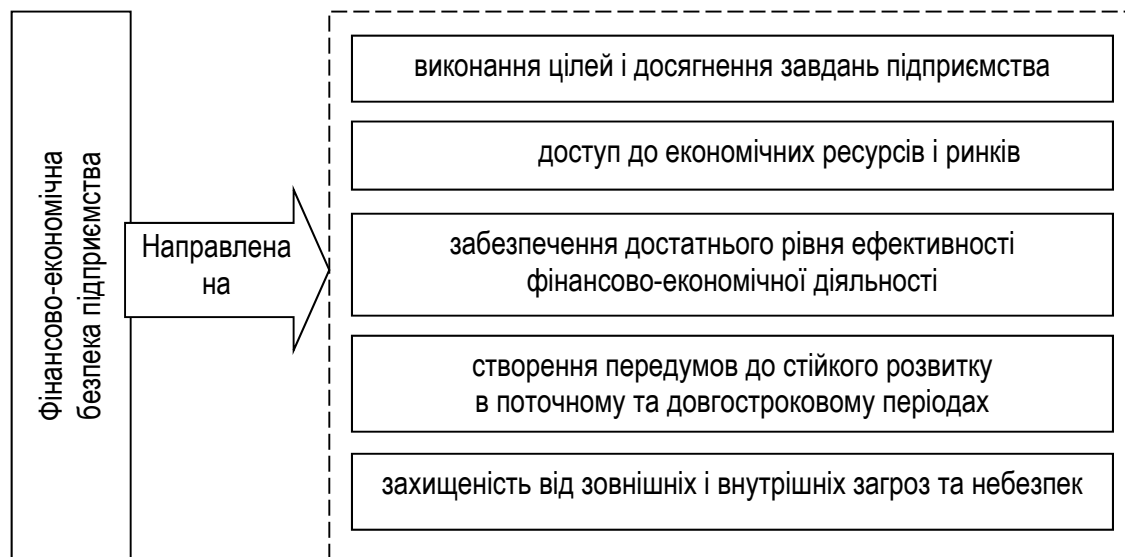 Фінансово-економічна
безпека підприємства
Направлена
на
виконання цілей і досягнення завдань підприємства
доступ до економічних ресурсів і ринків
забезпечення достатнього рівня ефективності
фінансово-економічної діяльності
створення передумов до стійкого розвитку
в поточному та довгостроковому періодах
захищеність від зовнішніх і внутрішніх загроз та небезпек